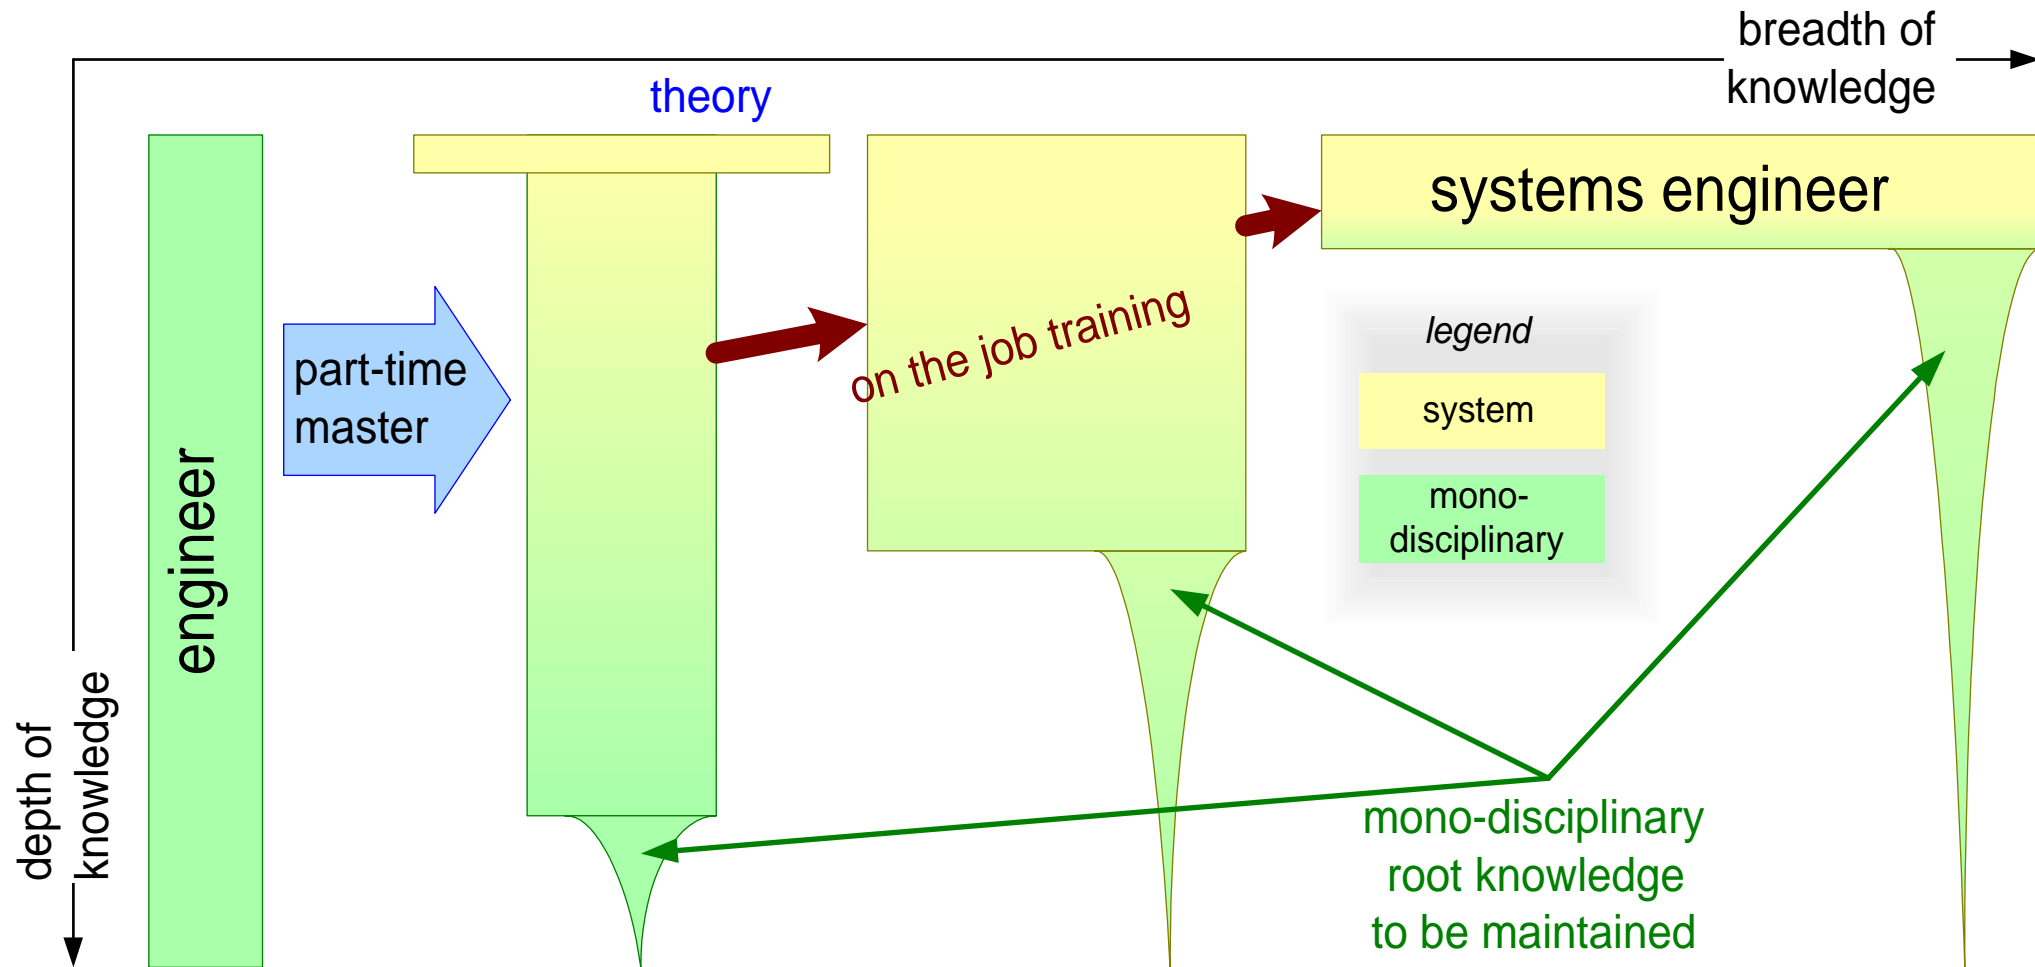 breadth of
knowledge
theory
systems engineer
on the job training
part-time
master
engineer
legend
system
mono-
disciplinary
depth of
knowledge
mono-disciplinary
root knowledge
to be maintained